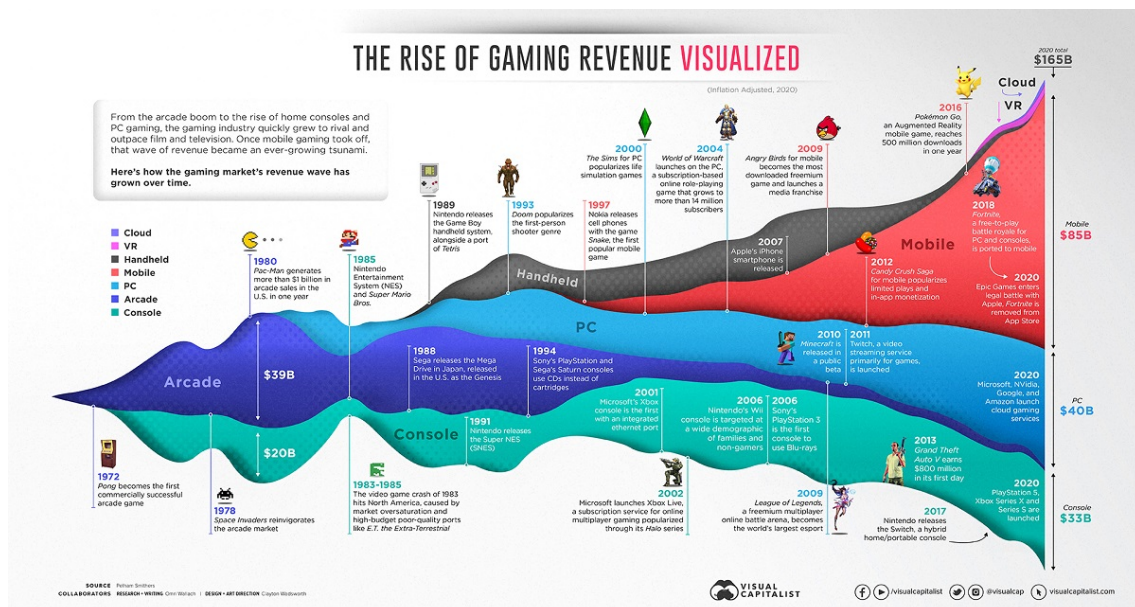 THE RISE OF GAMING REVENUE VISUALIZED
(Inflation Adjusted, 2020)
2020 total
$165B
From the arcade boom to the rise of home consoles and
PC gaming, the gaming industry quickly grew to rival and
outpace film and television. Once mobile gaming took off,
that wave of revenue became an ever-growing tsunami.
Here's how the gaming market's revenue wave has
grown over time.
Cloud
VR
Handheld
Mobile
PC
Arcade
Console
1980
Pac-Man generates
more than $1 billion in
arcade sales in the
U.S. in one year
1985
Nintendo
Entertainment
System (NES)
and Super Mario
Bros.
1989
Nintendo releases
the Game Boy
handheld system,
alongside a port
of Tetris
1993
Doom popularizes
the first-person
shooter genre
1997
Nokia releases
cell phones with
the game
Snake, the first
popular mobile
game
2000
The Sims for PC
popularizes life
simulation games
2004
World of Warcraft
launches on the PC,
a subscription-based
online role-playing
game that grows to
more than 14 million
subscribers
2009
Angry Birds for mobile
becomes the most
downloaded freemium
game and launches a
media franchise
2016
Pokémon Go,
an Augmented Reality
mobile game, reaches
500 million downloads
in one year
Cloud
VR
2007
Apple's iPhone
smartphone is
released
2012
Candy Crush Saga
for mobile popularizes
limited plays and
in-app monetization
Mobile
2018
Fortnite,
a free-to-play
battle royale for
PC and consoles,
is ported to mobile
2020
Epic Games enters
legal battle with
Apple, Fortnite is
removed from
App Store
Mobile
$85B
Handheld
PC
Arcade
$39B
1988
Sega releases the Mega
Drive in Japan, released
in the U.S. as the Genesis
1994
Sony's PlayStation and
Sega's Saturn consoles
use CDs instead of
cartridges
2010
Minecraft is
released in
a public
beta
2011
Twitch, a video
streaming service
primarily for games,
is launched
2020
Microsoft, NVidia,
Google, and
Amazon launch
cloud gaming
services
PC
$40B
Console
$20B
1991
Nintendo releases
the Super NES
(SNES)
2001
Microsoft's Xbox
console is the first
with an integrated
ethernet port
2006
Nintendo's Wii
console is targeted at
a wide demographic
of families and
non-gamers
2006
Sony's
PlayStation 3
is the first
console to
use Blu-rays
2013
Grand Theft
Auto V earns
$800 million
in its first day
2020
PlayStation 5,
Xbox Series X and
Series S are
launched
Console
$33B
1972
Pong becomes the first
commercially successful
arcade game
1978
Space Invaders reinvigorates
the arcade market
1983-1985
The video game crash of 1983
hits North America, caused by
market oversaturation and
high-budget poor-quality ports
like E.T. the Extra-Terrestrial
2002
Microsoft launches Xbox Live,
a subscription service for online
multiplayer gaming popularized
through its Halo series
2009
League of Legends,
a freemium multiplayer
online battle arena, becomes
the world's largest esport
2017
Nintendo releases
the Switch, a hybrid
home/portable console
SOURCE Pelham Smithers
COLLABORATORS RESEARCH + WRITING Omri Wallach | DESIGN + ART DIRECTION Clayton Wadsworth
VISUAL
CAPITALIST
/visualcapitalist
@visualcap
visualcapitalist.com